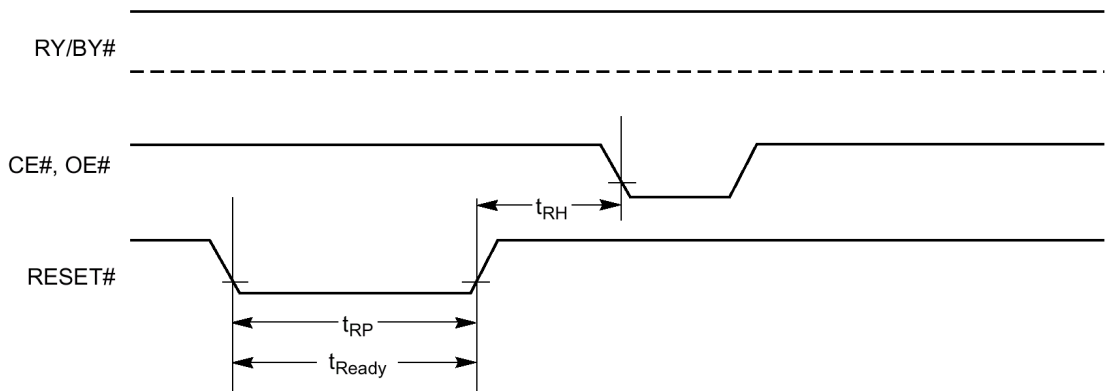 RY/BY#
CE#, OE#
tRH
RESET#
tRP
tReady